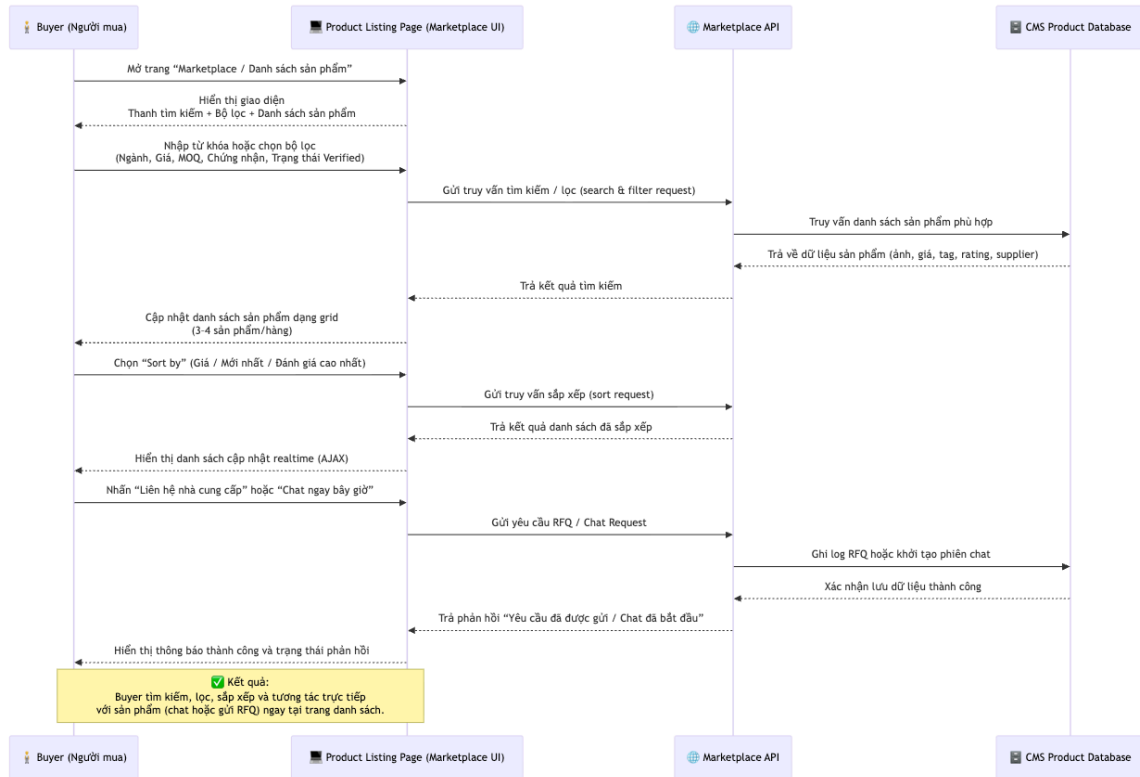 Buyer (Người mua)
Product Listing Page (Marketplace UI)
Marketplace API
CMS Product Database
Mở trang “Marketplace / Danh sách sản phẩm”
Hiển thị giao diện
Thanh tìm kiếm + Bộ lọc + Danh sách sản phẩm
Nhập từ khóa hoặc chọn bộ lọc
(Ngành, Giá, MOQ, Chứng nhận, Trạng thái Verified)
Gửi truy vấn tìm kiếm / lọc (search & filter request)
Truy vấn danh sách sản phẩm phù hợp
Trả về dữ liệu sản phẩm (ảnh, giá, tag, rating, supplier)
Trả kết quả tìm kiếm
Cập nhật danh sách sản phẩm dạng grid
(3–4 sản phẩm/hàng)
Chọn “Sort by” (Giá / Mới nhất / Đánh giá cao nhất)
Gửi truy vấn sắp xếp (sort request)
Trả kết quả danh sách đã sắp xếp
Hiển thị danh sách cập nhật realtime (AJAX)
Nhấn “Liên hệ nhà cung cấp” hoặc “Chat ngay bây giờ”
Gửi yêu cầu RFQ / Chat Request
Ghi log RFQ hoặc khởi tạo phiên chat
Xác nhận lưu dữ liệu thành công
Trả phản hồi “Yêu cầu đã được gửi / Chat đã bắt đầu”
Hiển thị thông báo thành công và trạng thái phản hồi
✅ Kết quả:
Buyer tìm kiếm, lọc, sắp xếp và tương tác trực tiếp
với sản phẩm (chat hoặc gửi RFQ) ngay tại trang danh sách.
Buyer (Người mua)
Product Listing Page (Marketplace UI)
Marketplace API
CMS Product Database